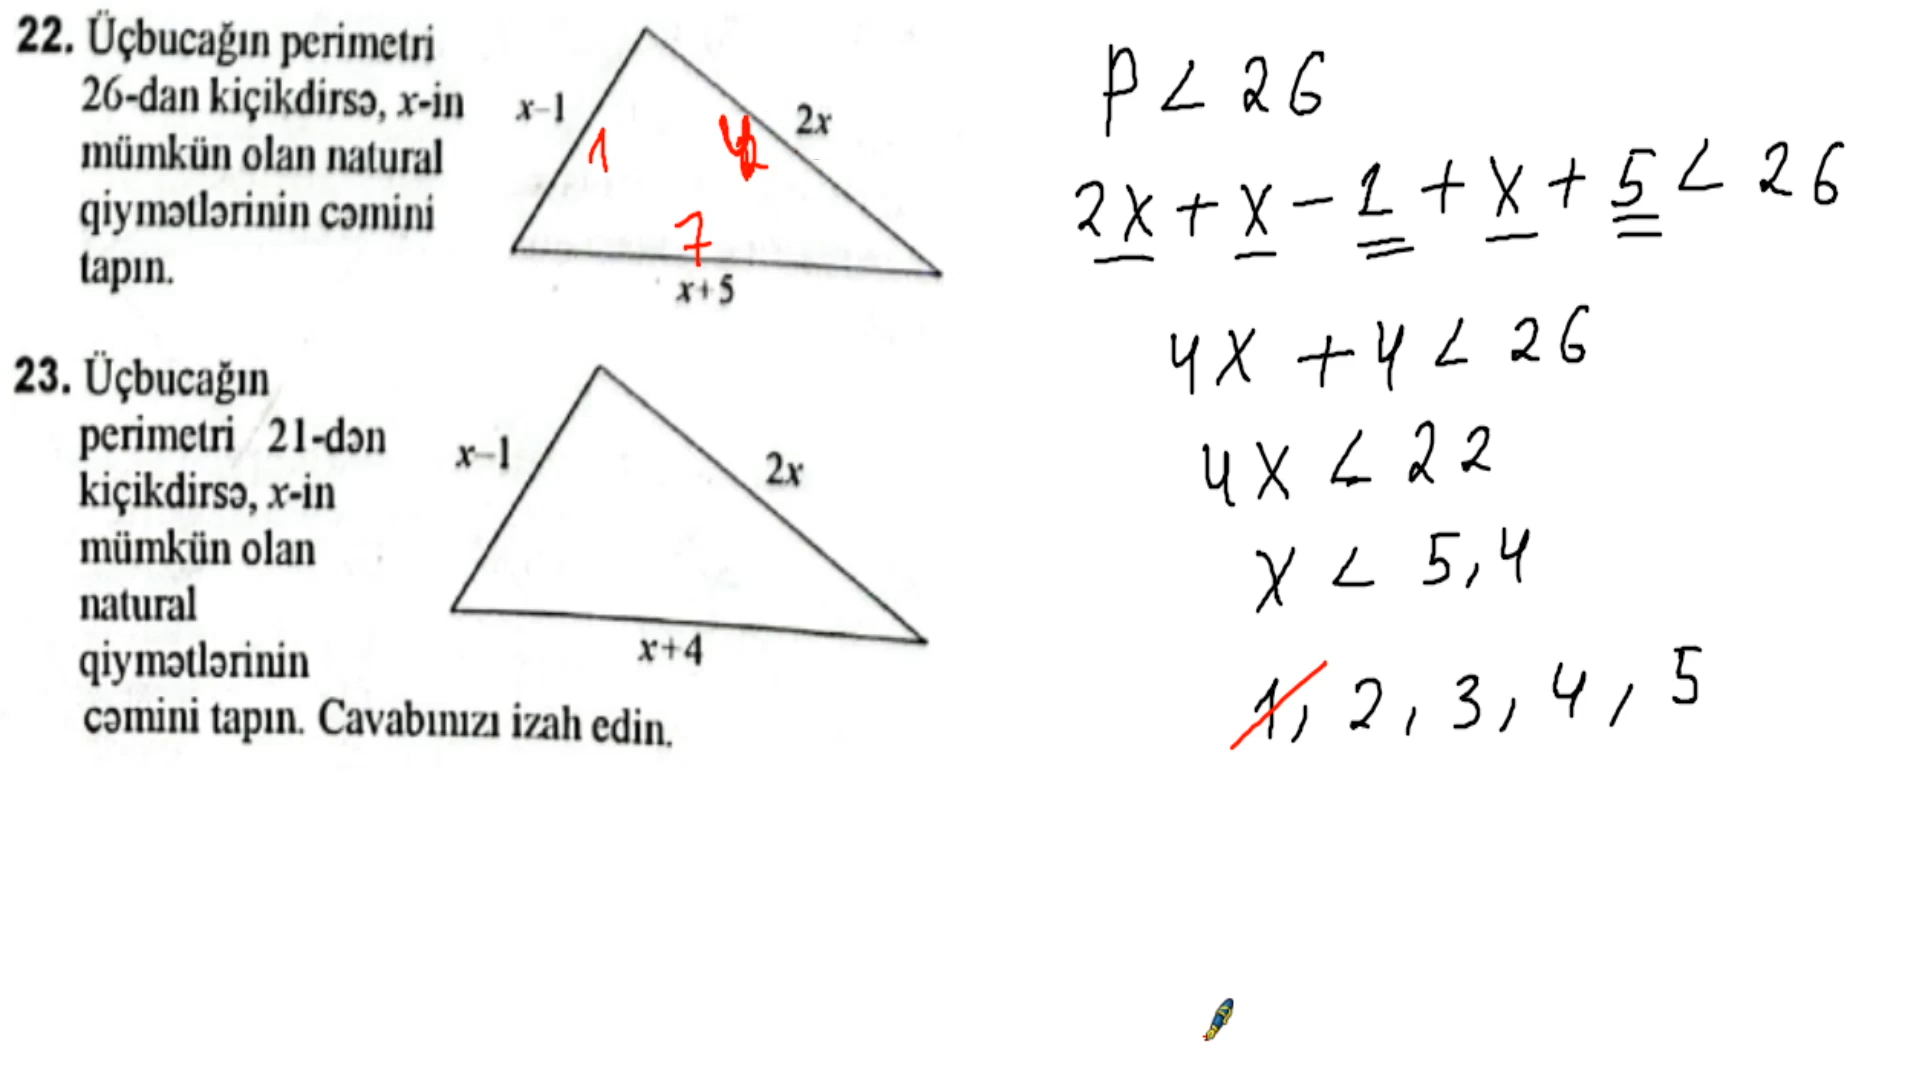 22. Üçbucağın perimetri
26-dan kiçikdirsə, x-in
mümkün olan natural
qiymətlərinin cəmini
tapın.
x–1
2x
1
7
x+5
23. Üçbucağın
perimetri 21-dən
kiçikdirsə, x-in
mümkün olan
natural
qiymətlərinin
cəmini tapın. Cavabınızı izah edin.
x–1
2x
x+4
P < 26
2x + x - 1 + x + 5 < 26
4x + 4 < 26
4x < 22
x < 5,4
1, 2, 3, 4, 5